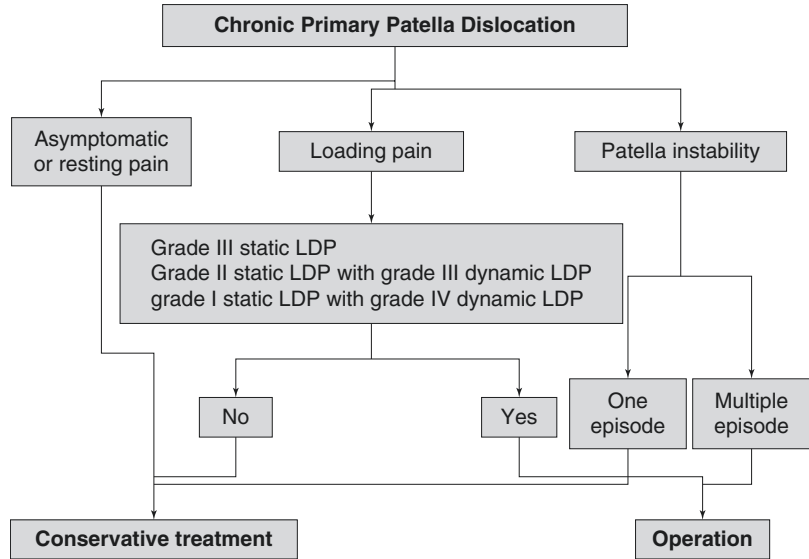 Chronic Primary Patella Dislocation
Asymptomatic
or resting pain
Loading pain
Patella instability
Grade III static LDP
Grade II static LDP with grade III dynamic LDP
grade I static LDP with grade IV dynamic LDP
No
Yes
One
episode
Multiple
episode
Conservative treatment
Operation